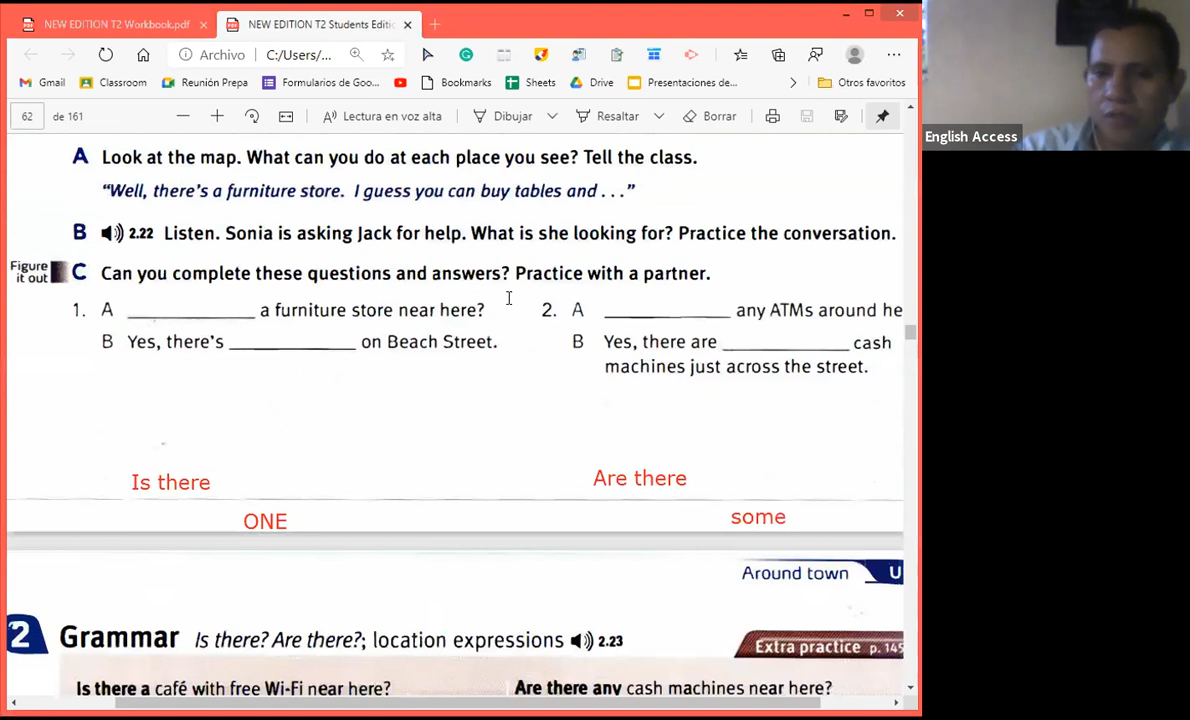 NEW EDITION T2 Workbook.pdf
NEW EDITION T2 Students Editi
Archivo
C:/Users/...
Gmail
Classroom
Reunión Prepa
Formularios de Goo...
Bookmarks
Sheets
Drive
Presentaciones de...
Otros favoritos
62
de 161
Lectura en voz alta
Dibujar
Resaltar
Borrar
English Access
A Look at the map. What can you do at each place you see? Tell the class.
“Well, there's a furniture store. I guess you can buy tables and . . .”
B 2.22 Listen. Sonia is asking Jack for help. What is she looking for? Practice the conversation.
Figure
it out
C Can you complete these questions and answers? Practice with a partner.
1. A ____________ a furniture store near here?
B Yes, there's ____________ on Beach Street.
2. A ____________ any ATMs around he
B Yes, there are ____________ cash
machines just across the street.
Is there
Are there
ONE
some
Around town U
2 Grammar Is there? Are there?; location expressions 2.23
Extra practice p. 145
Is there a café with free Wi-Fi near here?
Are there any cash machines near here?